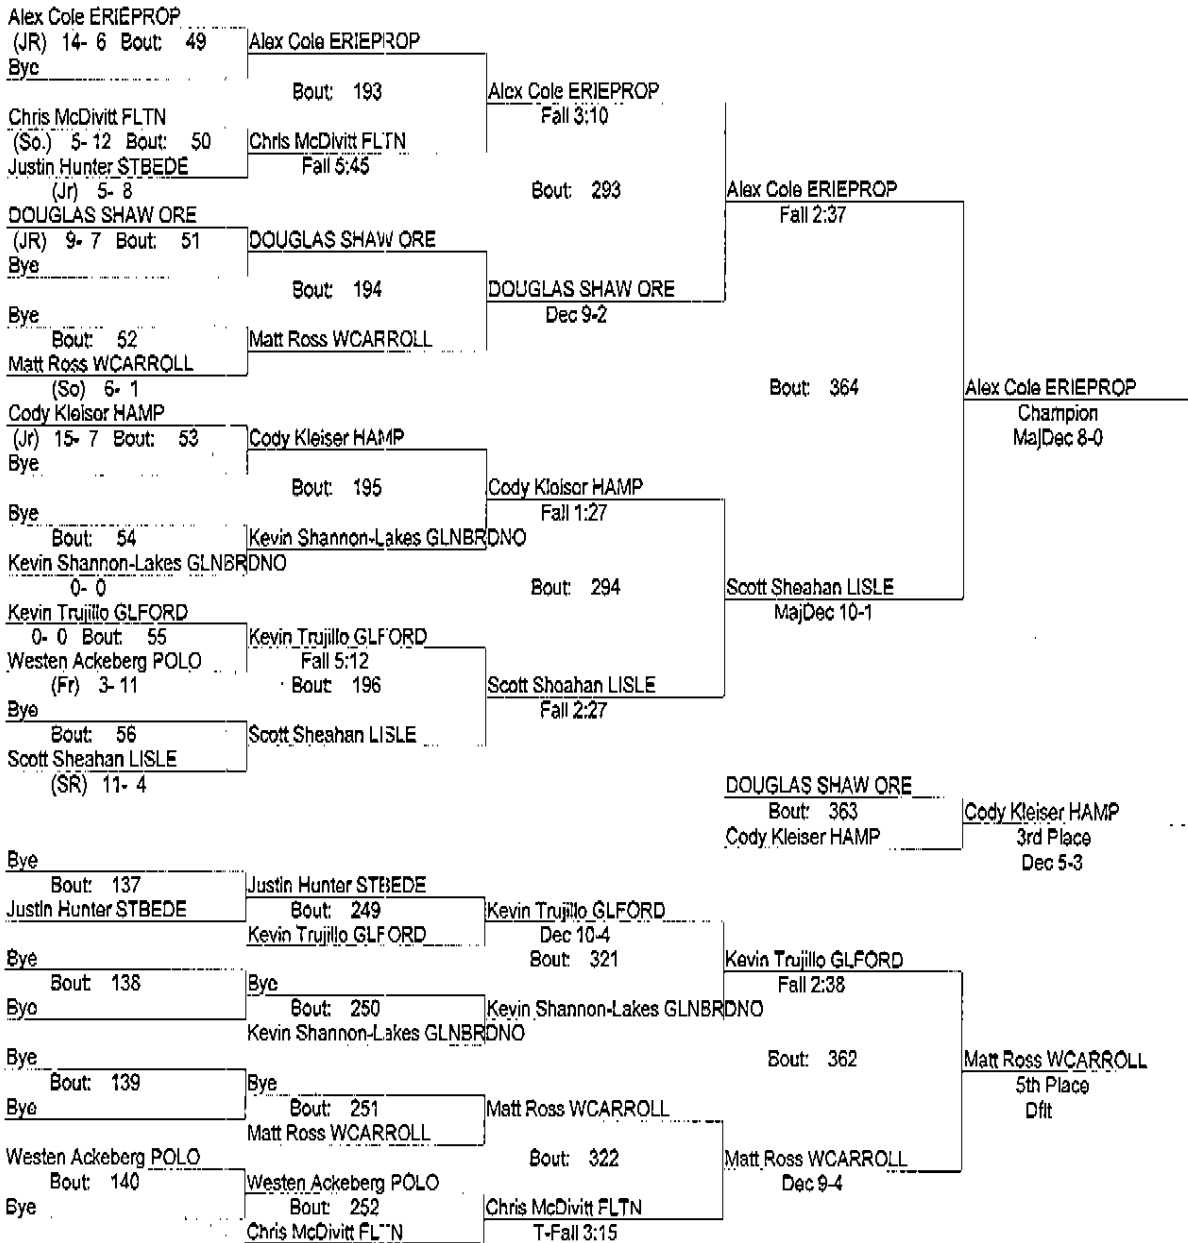 Alex Cole ERIEPROP
(JR) 14- 6 Bout: 49 Alex Cole ERIEPROP
Bye
Bout: 193 Alex Cole ERIEPROP
Chris McDivitt FLTN Fall 3:10
(So.) 5- 12 Bout: 50 Chris McDivitt FLTN
Justin Hunter STBEDE Fall 5:45
(Jr) 5- 8 Bout: 293 Alex Cole ERIEPROP
DOUGLAS SHAW ORE Fall 2:37
(JR) 9- 7 Bout: 51 DOUGLAS SHAW ORE
Bye
Bout: 194 DOUGLAS SHAW ORE
Bye Dec 9-2
Bout: 52 Matt Ross WCARROLL
Matt Ross WCARROLL
(So) 6- 1 Bout: 364 Alex Cole ERIEPROP
Cody Kleiser HAMP Champion
(Jr) 15- 7 Bout: 53 Cody Kleiser HAMP MajDec 8-0
Bye
Bout: 195 Cody Kleiser HAMP
Bye Fall 1:27
Bout: 54 Kevin Shannon-Lakes GLNBRDNO
Kevin Shannon-Lakes GLNBRDNO
0- 0 Bout: 294 Scott Sheahan LISLE
Kevin Trujillo GLFORD MajDec 10-1
0- 0 Bout: 55 Kevin Trujillo GLFORD
Westen Ackeberg POLO Fall 5:12
(Fr) 3- 11 Bout: 196 Scott Sheahan LISLE
Bye Fall 2:27
Bout: 56 Scott Sheahan LISLE
Scott Sheahan LISLE
(SR) 11- 4 DOUGLAS SHAW ORE
Bout: 363 Cody Kleiser HAMP
Cody Kleiser HAMP 3rd Place
Bye Dec 5-3
Bout: 137 Justin Hunter STBEDE
Justin Hunter STBEDE Bout: 249 Kevin Trujillo GLFORD
Kevin Trujillo GLFORD Dec 10-4
Bye Bout: 321 Kevin Trujillo GLFORD
Bout: 138 Bye Fall 2:38
Bye Bout: 250 Kevin Shannon-Lakes GLNBRDNO
Kevin Shannon-Lakes GLNBRDNO
Bye Bout: 362 Matt Ross WCARROLL
Bout: 139 Bye 5th Place
Bye Bout: 251 Matt Ross WCARROLL Dflt
Matt Ross WCARROLL
Westen Ackeberg POLO Bout: 322 Matt Ross WCARROLL
Bout: 140 Westen Ackeberg POLO Dec 9-4
Bye Bout: 252 Chris McDivitt FLTN
Chris McDivitt FLTN T-Fall 3:15